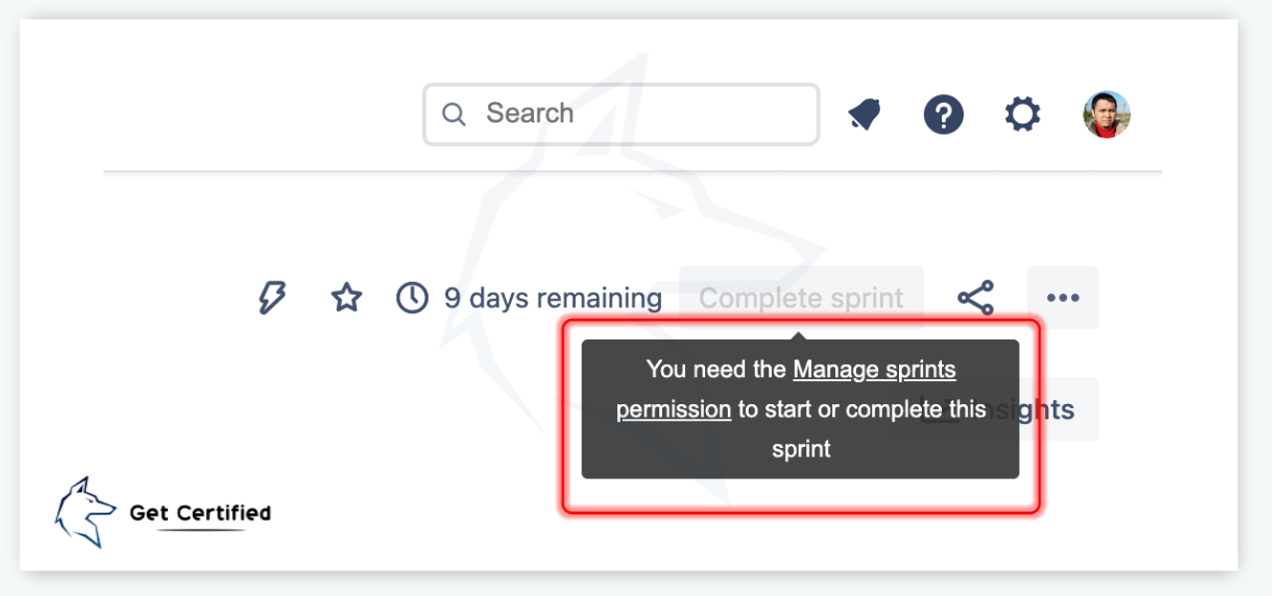 Search
9 days remaining Complete sprint
You need the Manage sprints
permission to start or complete this
sprint
Insights
Get Certified